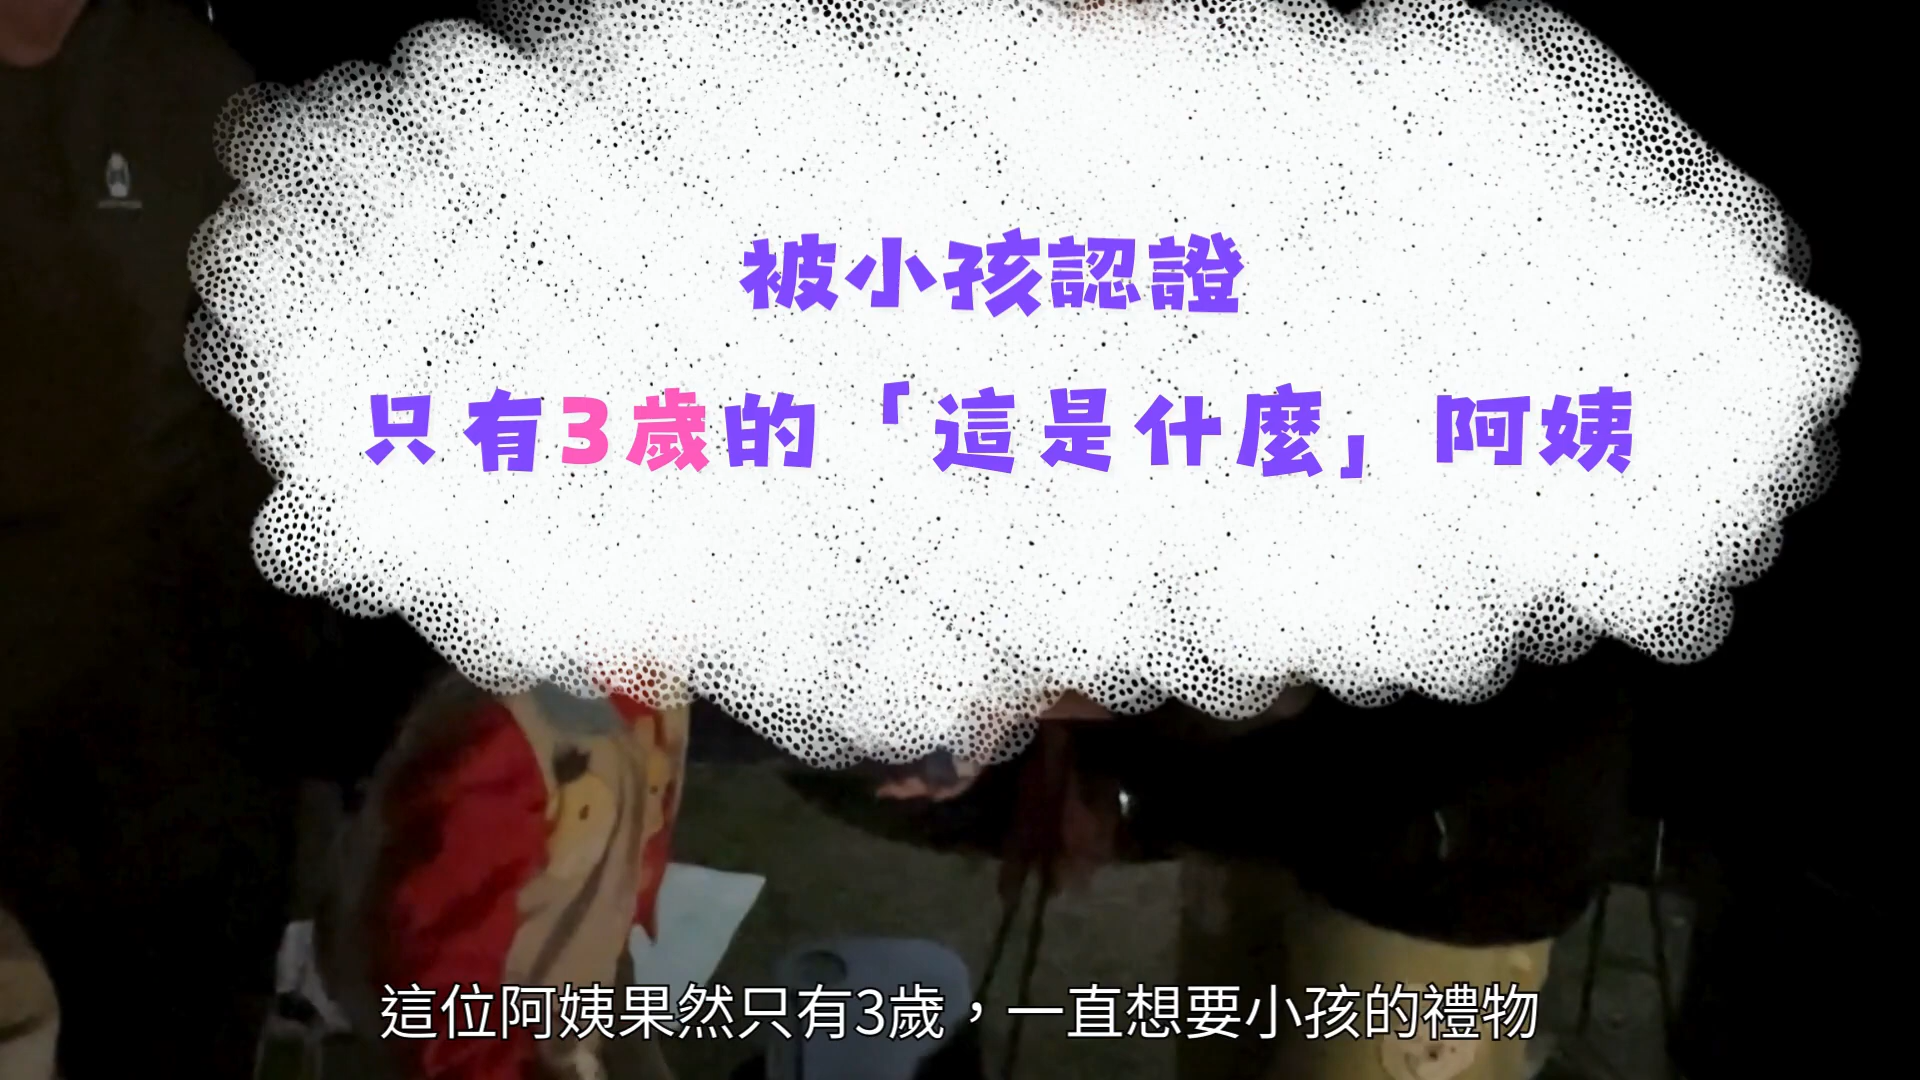 被小孩認證
只有3歲的「這是什麼」阿姨
這位阿姨果然只有3歲，一直想要小孩的禮物